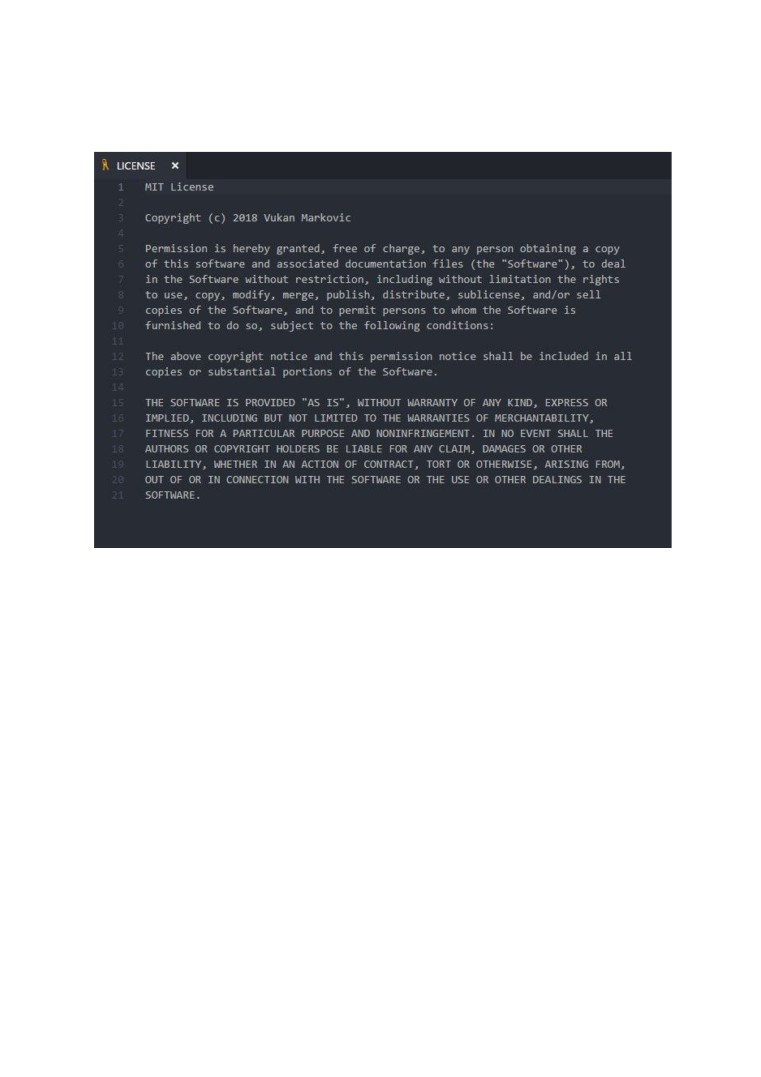 LICENSE ×
1 MIT License
2
3 Copyright (c) 2018 Vukan Markovic
4
5 Permission is hereby granted, free of charge, to any person obtaining a copy
6 of this software and associated documentation files (the "Software"), to deal
7 in the Software without restriction, including without limitation the rights
8 to use, copy, modify, merge, publish, distribute, sublicense, and/or sell
9 copies of the Software, and to permit persons to whom the Software is
10 furnished to do so, subject to the following conditions:
11
12 The above copyright notice and this permission notice shall be included in all
13 copies or substantial portions of the Software.
14
15 THE SOFTWARE IS PROVIDED "AS IS", WITHOUT WARRANTY OF ANY KIND, EXPRESS OR
16 IMPLIED, INCLUDING BUT NOT LIMITED TO THE WARRANTIES OF MERCHANTABILITY,
17 FITNESS FOR A PARTICULAR PURPOSE AND NONINFRINGEMENT. IN NO EVENT SHALL THE
18 AUTHORS OR COPYRIGHT HOLDERS BE LIABLE FOR ANY CLAIM, DAMAGES OR OTHER
19 LIABILITY, WHETHER IN AN ACTION OF CONTRACT, TORT OR OTHERWISE, ARISING FROM,
20 OUT OF OR IN CONNECTION WITH THE SOFTWARE OR THE USE OR OTHER DEALINGS IN THE
21 SOFTWARE.